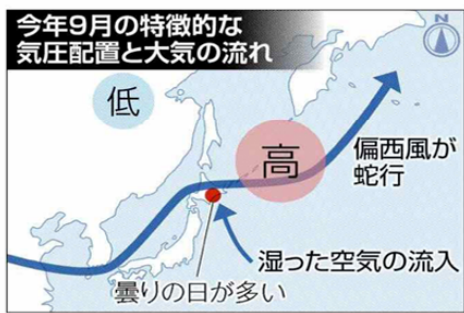 今年9月の特徴的な
気圧配置と大気の流れ
N
低
高
偏西風が
蛇行
湿った空気の流入
曇りの日が多い